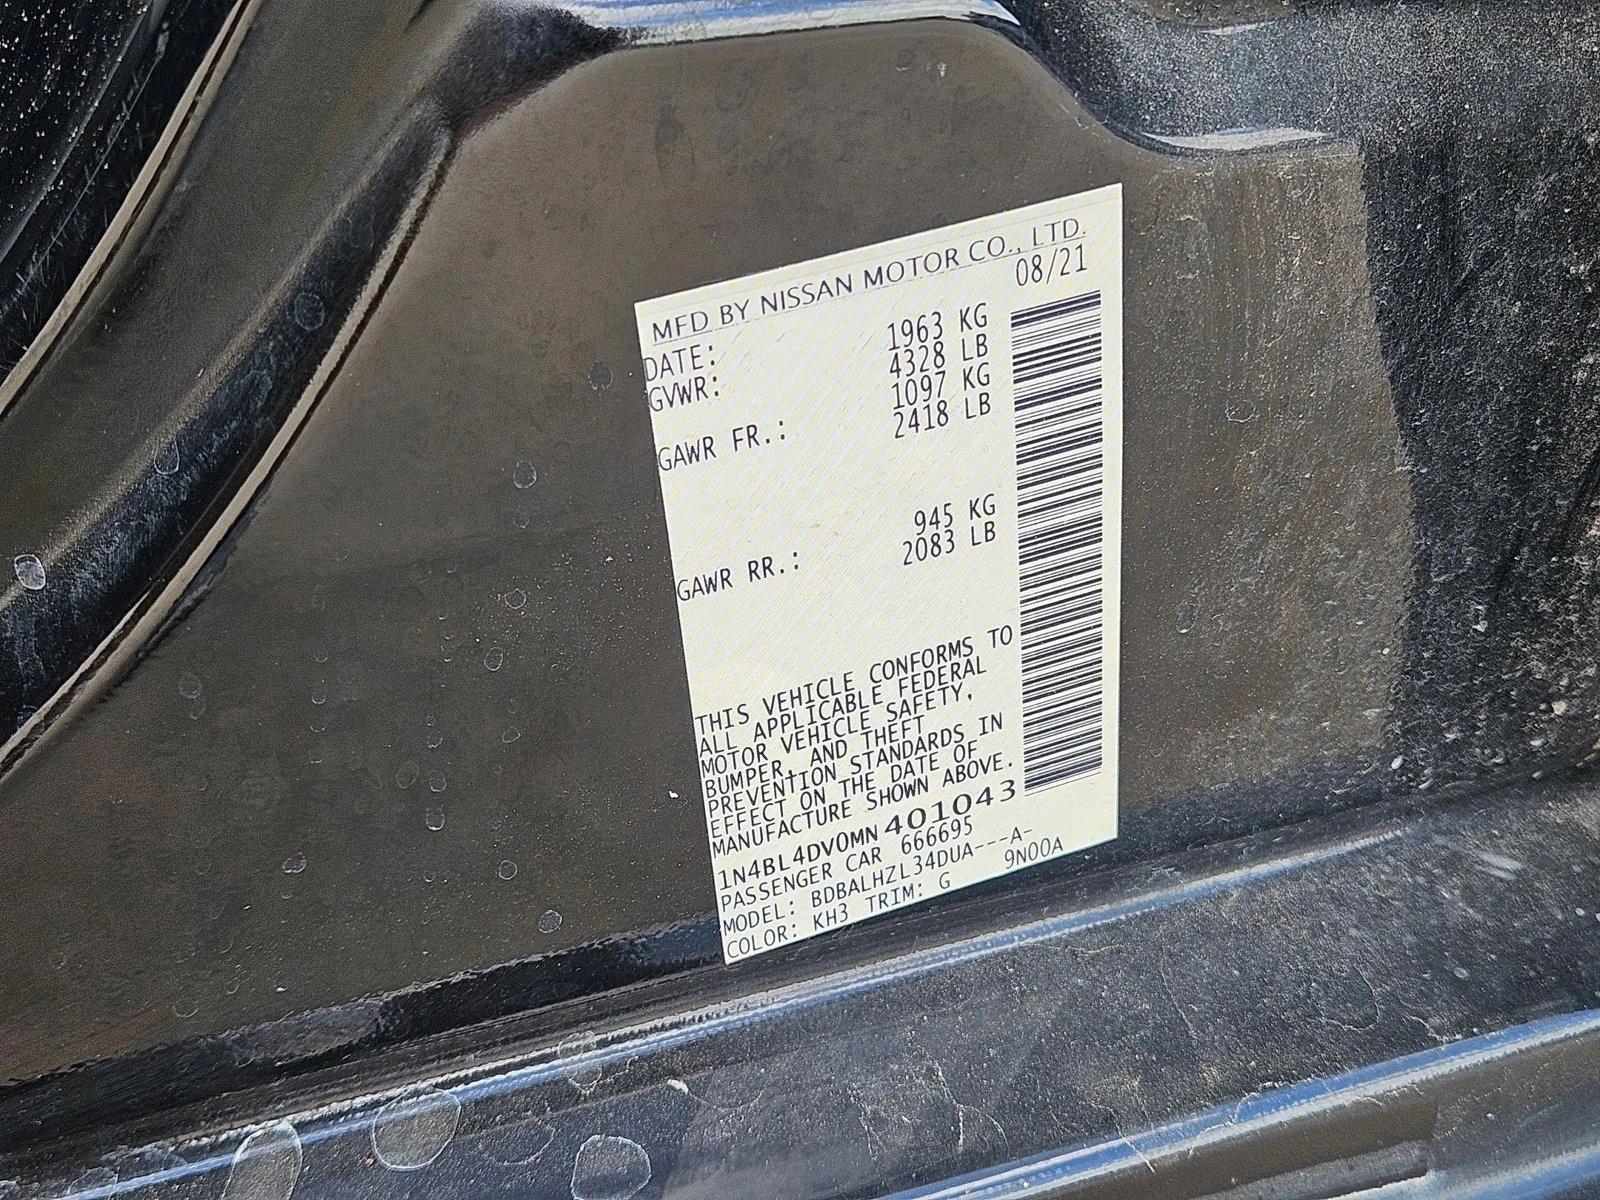 MFD BY NISSAN MOTOR CO., LTD.
DATE: 08/21
GVWR: 1963 KG
4328 LB
GAWR FR.: 1097 KG
2418 LB
GAWR RR.: 945 KG
2083 LB
THIS VEHICLE CONFORMS TO
ALL APPLICABLE FEDERAL
MOTOR VEHICLE SAFETY,
BUMPER, AND THEFT
PREVENTION STANDARDS IN
EFFECT ON THE DATE OF
MANUFACTURE SHOWN ABOVE.
1N4BL4DV0MN401043
PASSENGER CAR 666695
MODEL: BDBALHZL34DUA---A-
COLOR: KH3 TRIM: G 9N00A